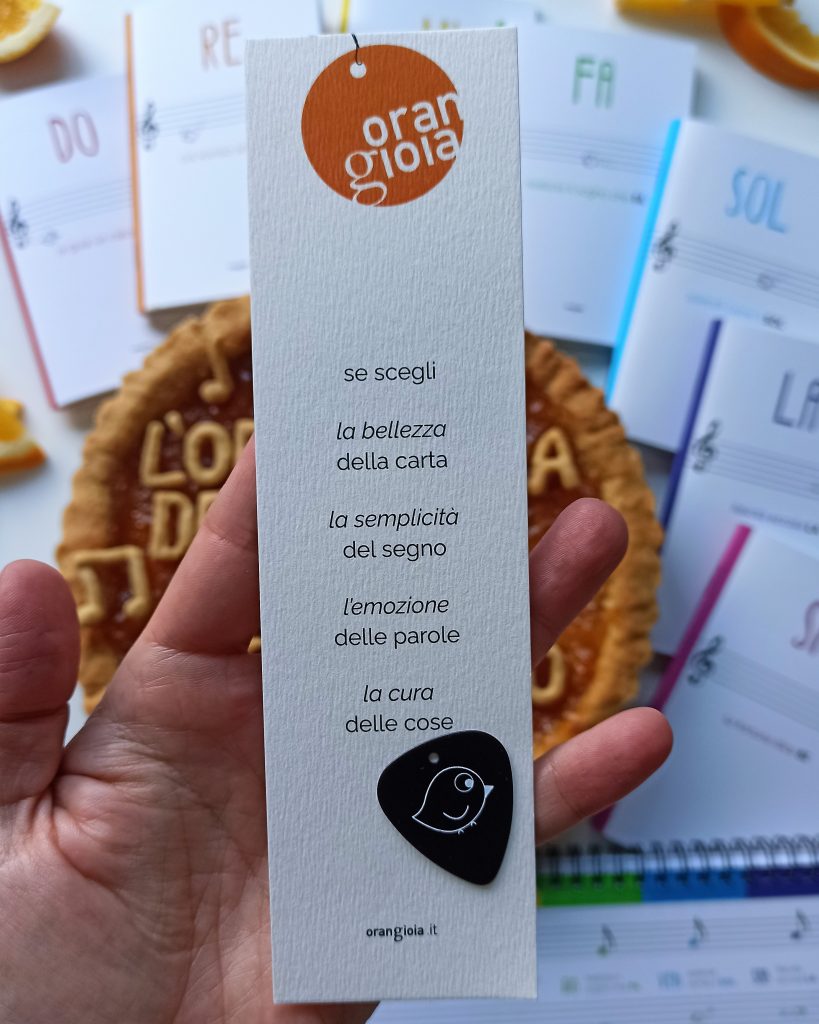 DO
RE
FA
SOL
LA
oran
gioia
se scegli
la bellezza
della carta
la semplicità
del segno
l'emozione
delle parole
la cura
delle cose
orangioia.it